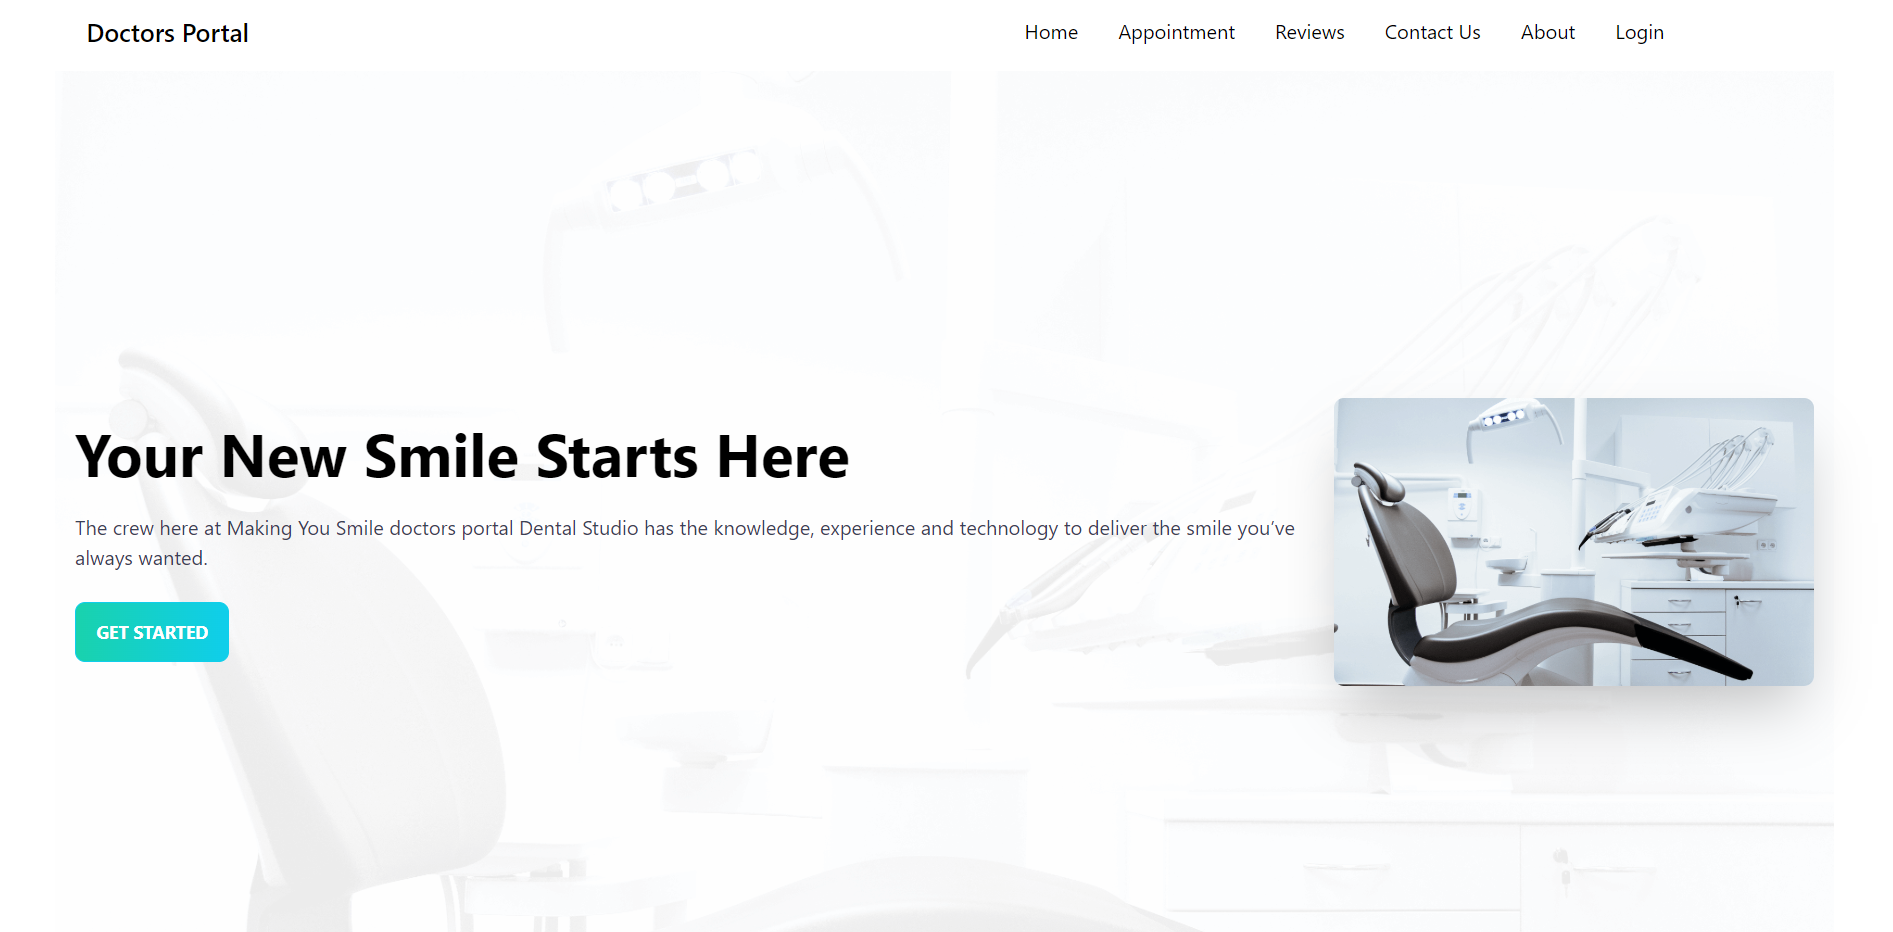 Doctors Portal
Home Appointment Reviews Contact Us About Login
Your New Smile Starts Here
The crew here at Making You Smile doctors portal Dental Studio has the knowledge, experience and technology to deliver the smile you’ve
always wanted.
GET STARTED